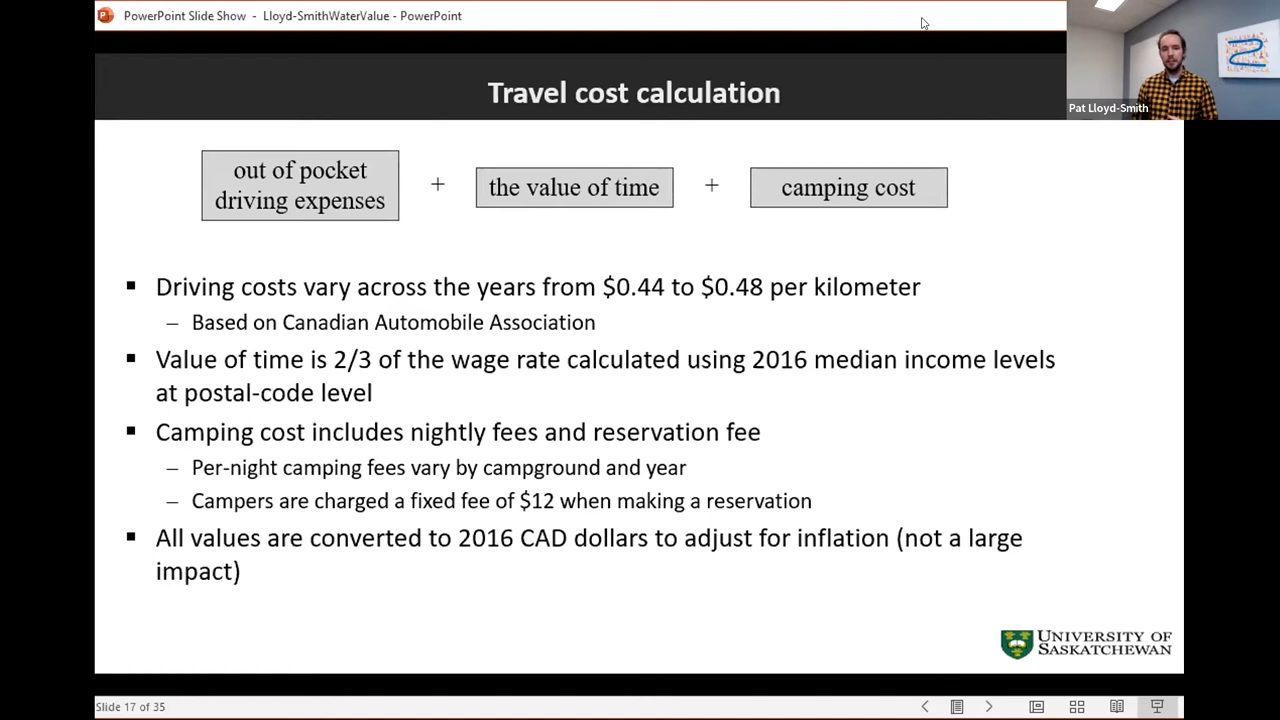 PowerPoint Slide Show - Lloyd-SmithWaterValue - PowerPoint
Pat Lloyd-Smith
Travel cost calculation
out of pocket
driving expenses
+
the value of time
+
camping cost
▪ Driving costs vary across the years from $0.44 to $0.48 per kilometer
– Based on Canadian Automobile Association
▪ Value of time is 2/3 of the wage rate calculated using 2016 median income levels
at postal-code level
▪ Camping cost includes nightly fees and reservation fee
– Per-night camping fees vary by campground and year
– Campers are charged a fixed fee of $12 when making a reservation
▪ All values are converted to 2016 CAD dollars to adjust for inflation (not a large
impact)
UNIVERSITY OF
SASKATCHEWAN
Slide 17 of 35